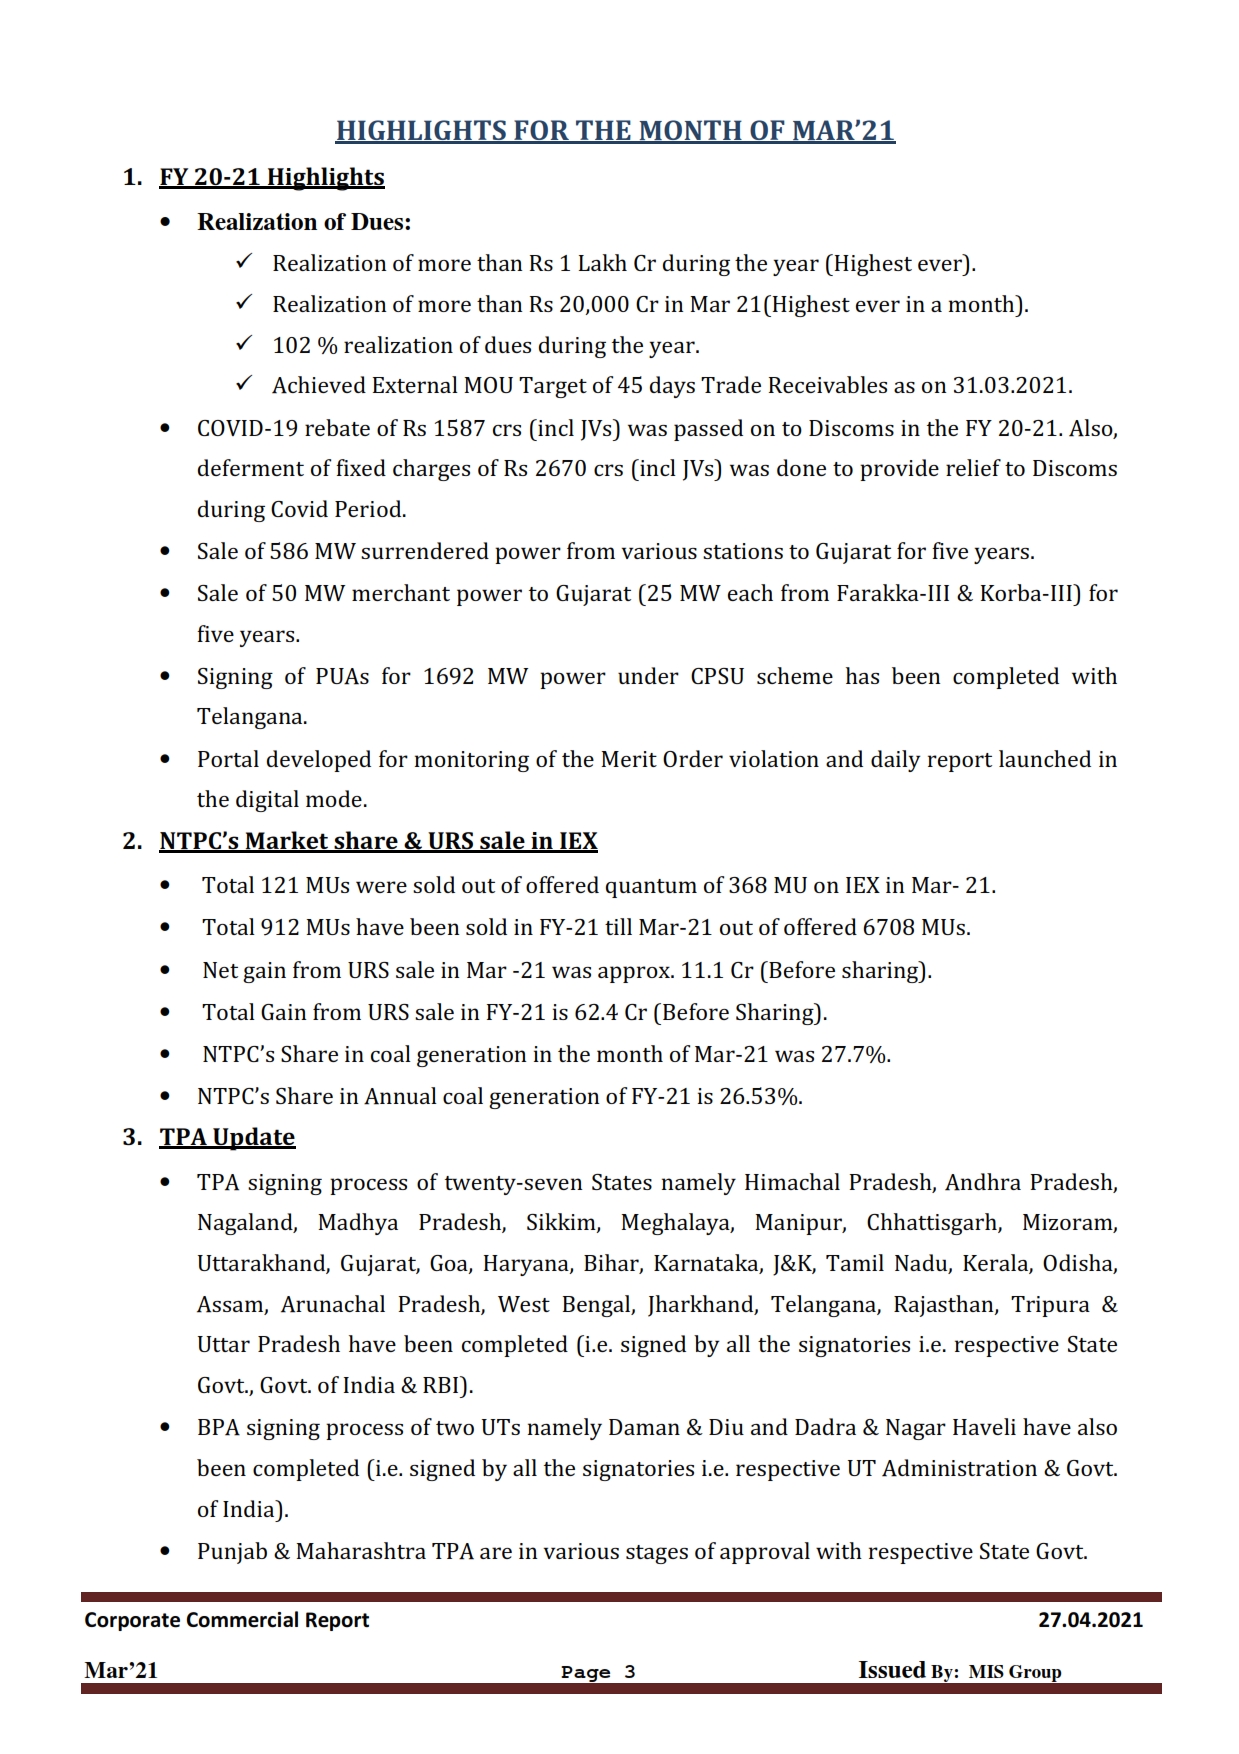 HIGHLIGHTS FOR THE MONTH OF MAR’21
1. FY 20-21 Highlights
• Realization of Dues:
✓ Realization of more than Rs 1 Lakh Cr during the year (Highest ever).
✓ Realization of more than Rs 20,000 Cr in Mar 21(Highest ever in a month).
✓ 102 % realization of dues during the year.
✓ Achieved External MOU Target of 45 days Trade Receivables as on 31.03.2021.
• COVID-19 rebate of Rs 1587 crs (incl JVs) was passed on to Discoms in the FY 20-21. Also,
deferment of fixed charges of Rs 2670 crs (incl JVs) was done to provide relief to Discoms
during Covid Period.
• Sale of 586 MW surrendered power from various stations to Gujarat for five years.
• Sale of 50 MW merchant power to Gujarat (25 MW each from Farakka-III & Korba-III) for
five years.
• Signing of PUAs for 1692 MW power under CPSU scheme has been completed with
Telangana.
• Portal developed for monitoring of the Merit Order violation and daily report launched in
the digital mode.
2. NTPC’s Market share & URS sale in IEX
• Total 121 MUs were sold out of offered quantum of 368 MU on IEX in Mar- 21.
• Total 912 MUs have been sold in FY-21 till Mar-21 out of offered 6708 MUs.
• Net gain from URS sale in Mar -21 was approx. 11.1 Cr (Before sharing).
• Total Gain from URS sale in FY-21 is 62.4 Cr (Before Sharing).
• NTPC’s Share in coal generation in the month of Mar-21 was 27.7%.
• NTPC’s Share in Annual coal generation of FY-21 is 26.53%.
3. TPA Update
• TPA signing process of twenty-seven States namely Himachal Pradesh, Andhra Pradesh,
Nagaland, Madhya Pradesh, Sikkim, Meghalaya, Manipur, Chhattisgarh, Mizoram,
Uttarakhand, Gujarat, Goa, Haryana, Bihar, Karnataka, J&K, Tamil Nadu, Kerala, Odisha,
Assam, Arunachal Pradesh, West Bengal, Jharkhand, Telangana, Rajasthan, Tripura &
Uttar Pradesh have been completed (i.e. signed by all the signatories i.e. respective State
Govt., Govt. of India & RBI).
• BPA signing process of two UTs namely Daman & Diu and Dadra & Nagar Haveli have also
been completed (i.e. signed by all the signatories i.e. respective UT Administration & Govt.
of India).
• Punjab & Maharashtra TPA are in various stages of approval with respective State Govt.
Corporate Commercial Report 27.04.2021
Mar’21 Page 3 Issued By: MIS Group